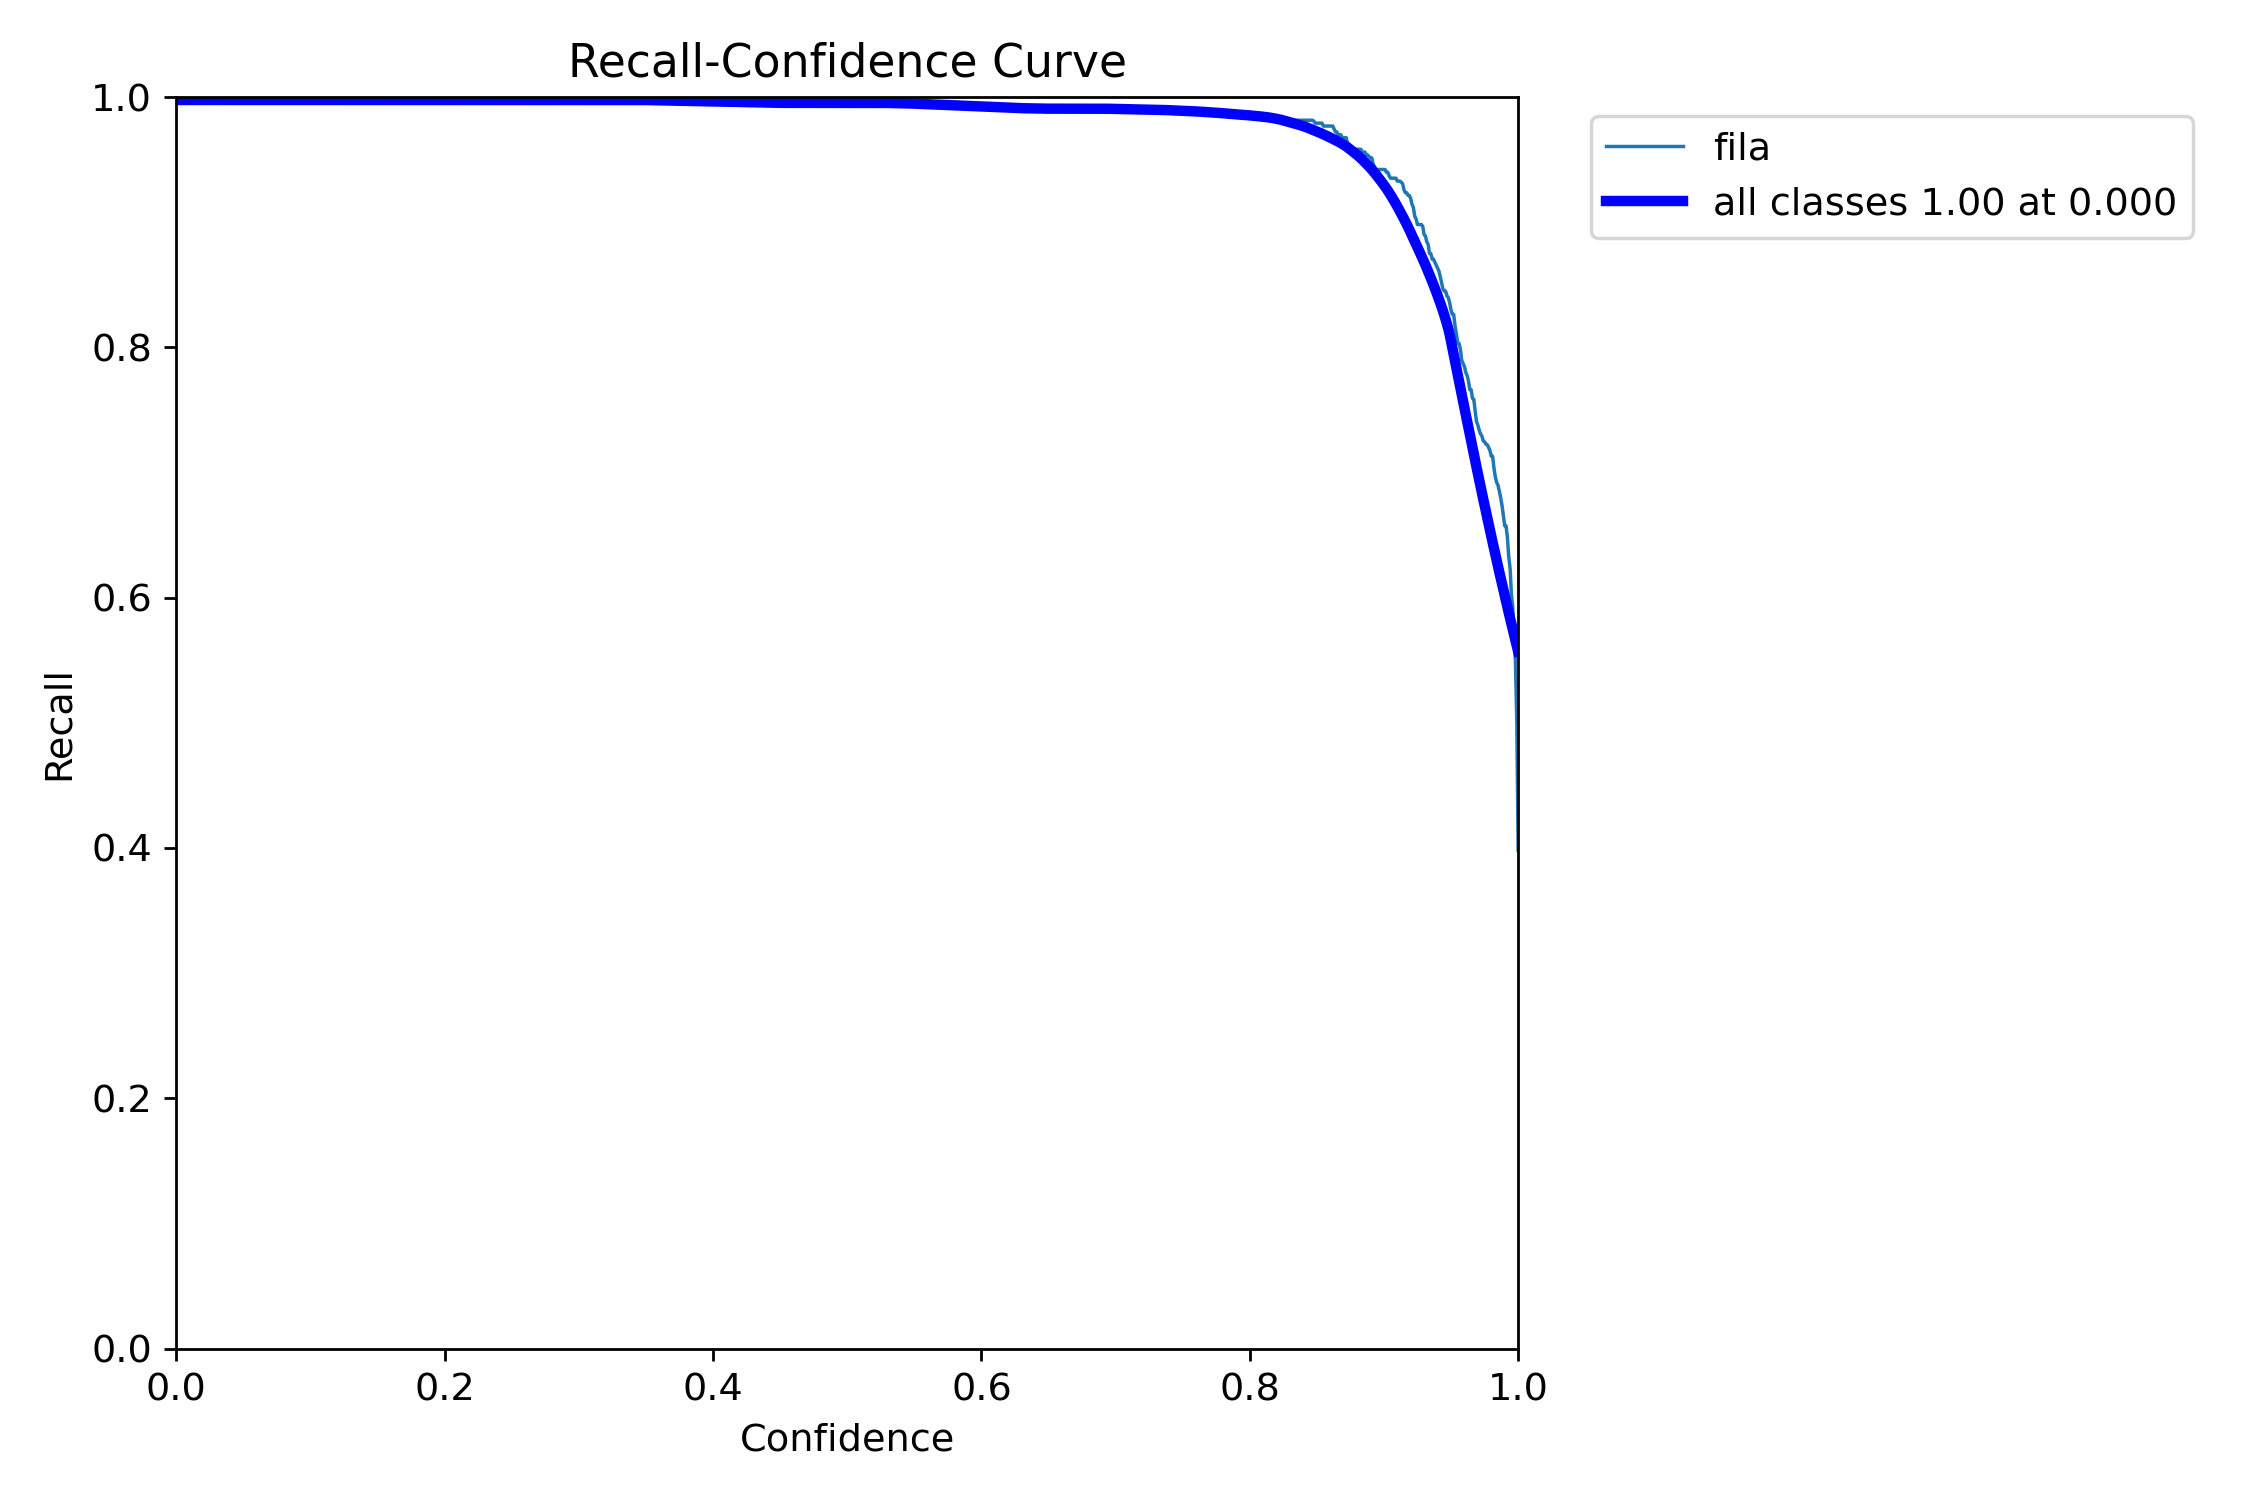 Recall-Confidence Curve
1.0
0.8
0.6
0.4
0.2
0.0
Recall
0.0 0.2 0.4 0.6 0.8 1.0
Confidence
fila
all classes 1.00 at 0.000